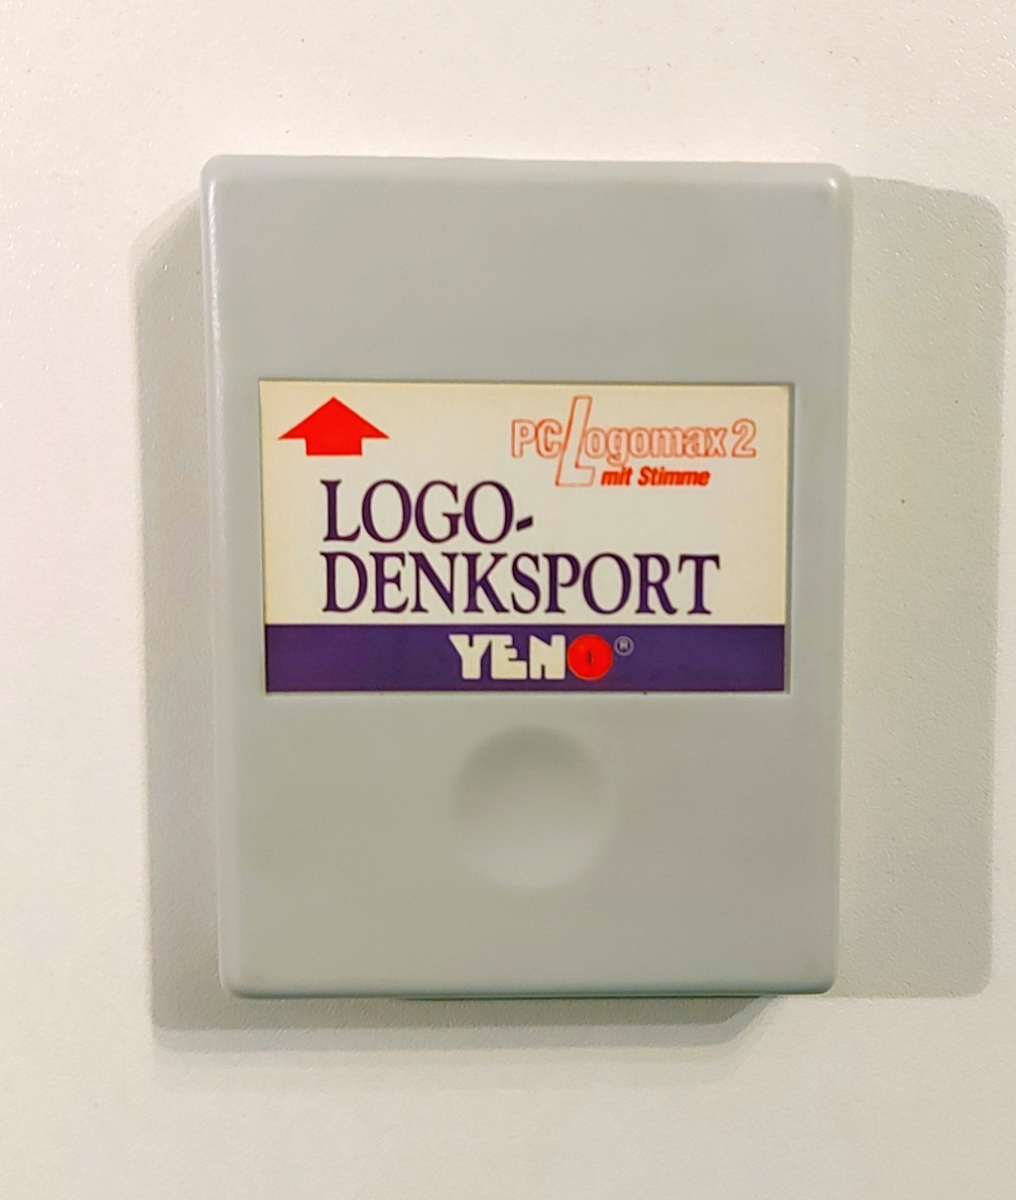 PC Logomax 2
mit Stimme
LOGO-
DENKSPORT
YENO®